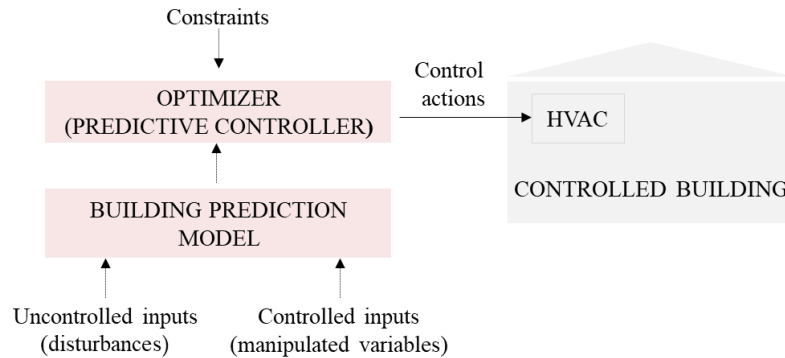 Constraints
OPTIMIZER
(PREDICTIVE CONTROLLER)
Control
actions
HVAC
CONTROLLED BUILDING
BUILDING PREDICTION
MODEL
Uncontrolled inputs
(disturbances)
Controlled inputs
(manipulated variables)